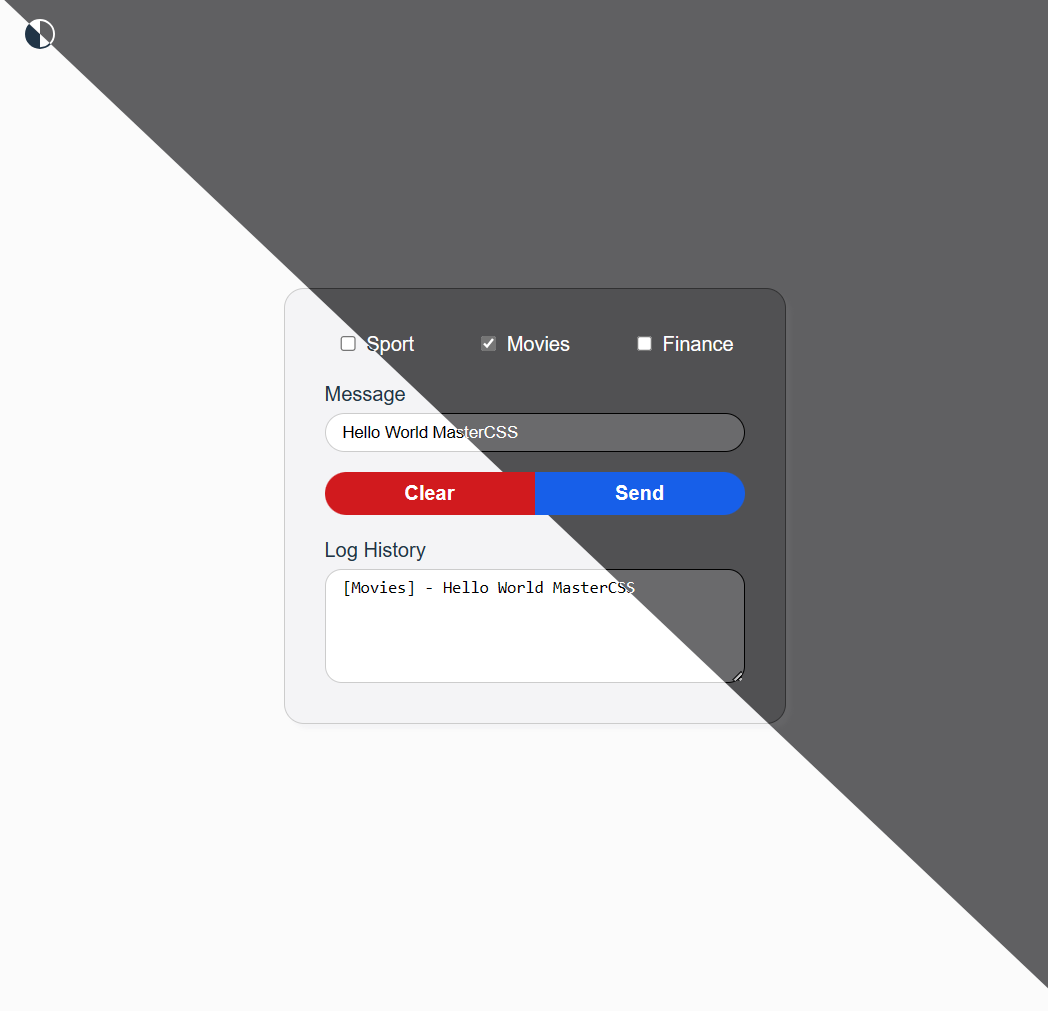 Sport Movies Finance
Message
Hello World MasterCSS
Clear Send
Log History
[Movies] - Hello World MasterCSS